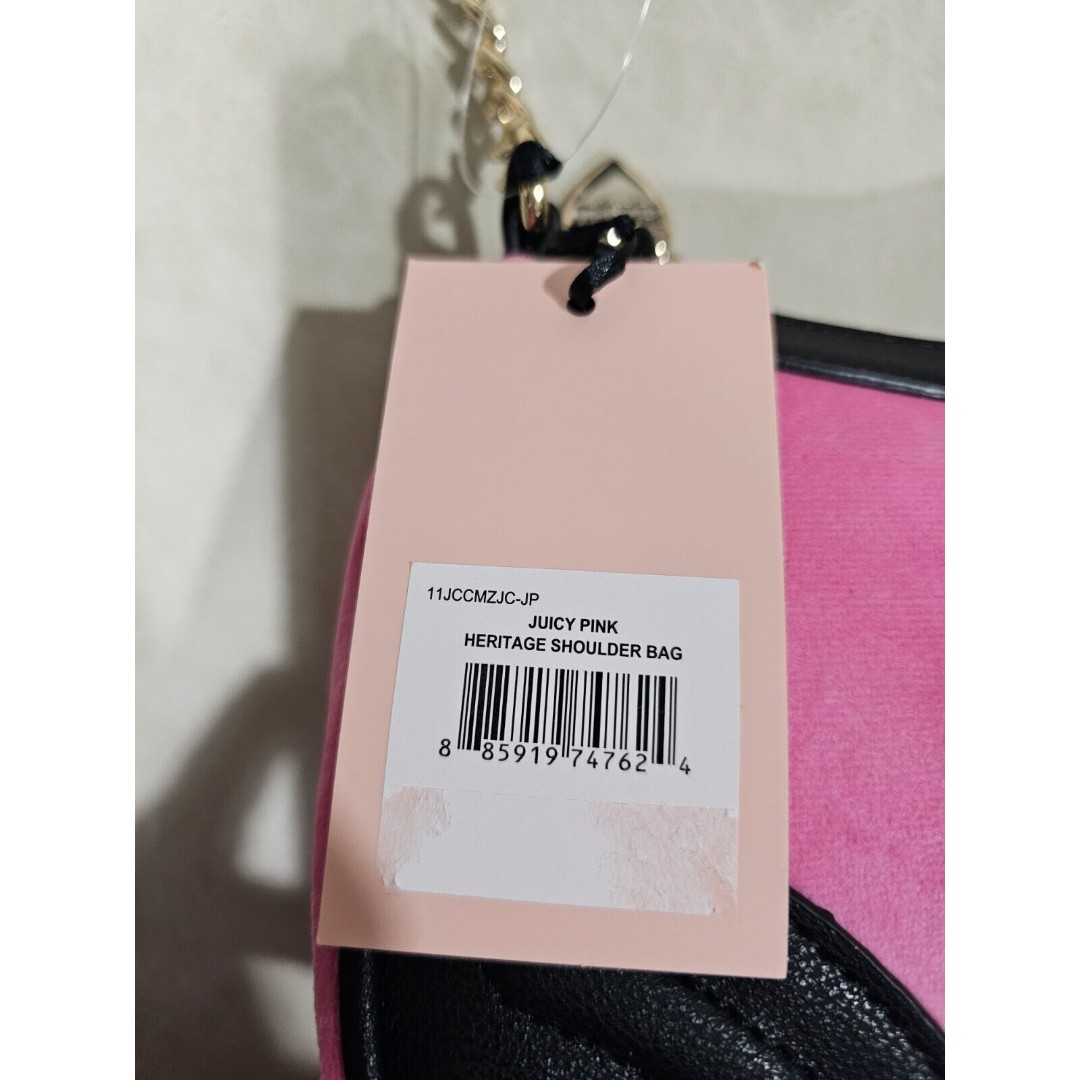 11JCCMZJC-JP
JUICY PINK
HERITAGE SHOULDER BAG
8 85919 74762 4